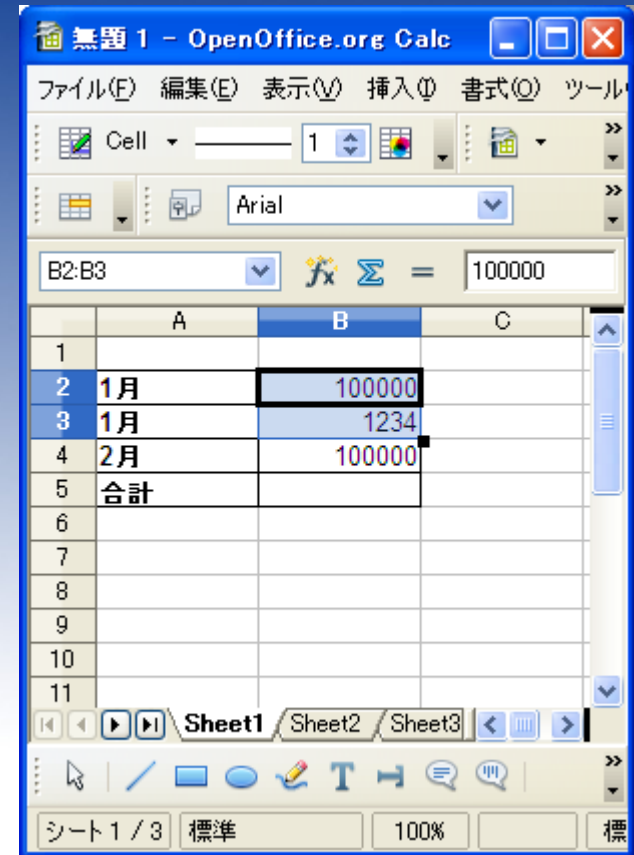 無題 1 - OpenOffice.org Calc
ファイル(F) 編集(E) 表示(V) 挿入(I) 書式(O) ツール
Cell 1
Arial
B2:B3 fx Σ = 100000
A B C
1
2 1月 100000
3 1月 1234
4 2月 100000
5 合計
6
7
8
9
10
11
Sheet1 Sheet2 Sheet3
T
シート 1 / 3 標準 100% 標